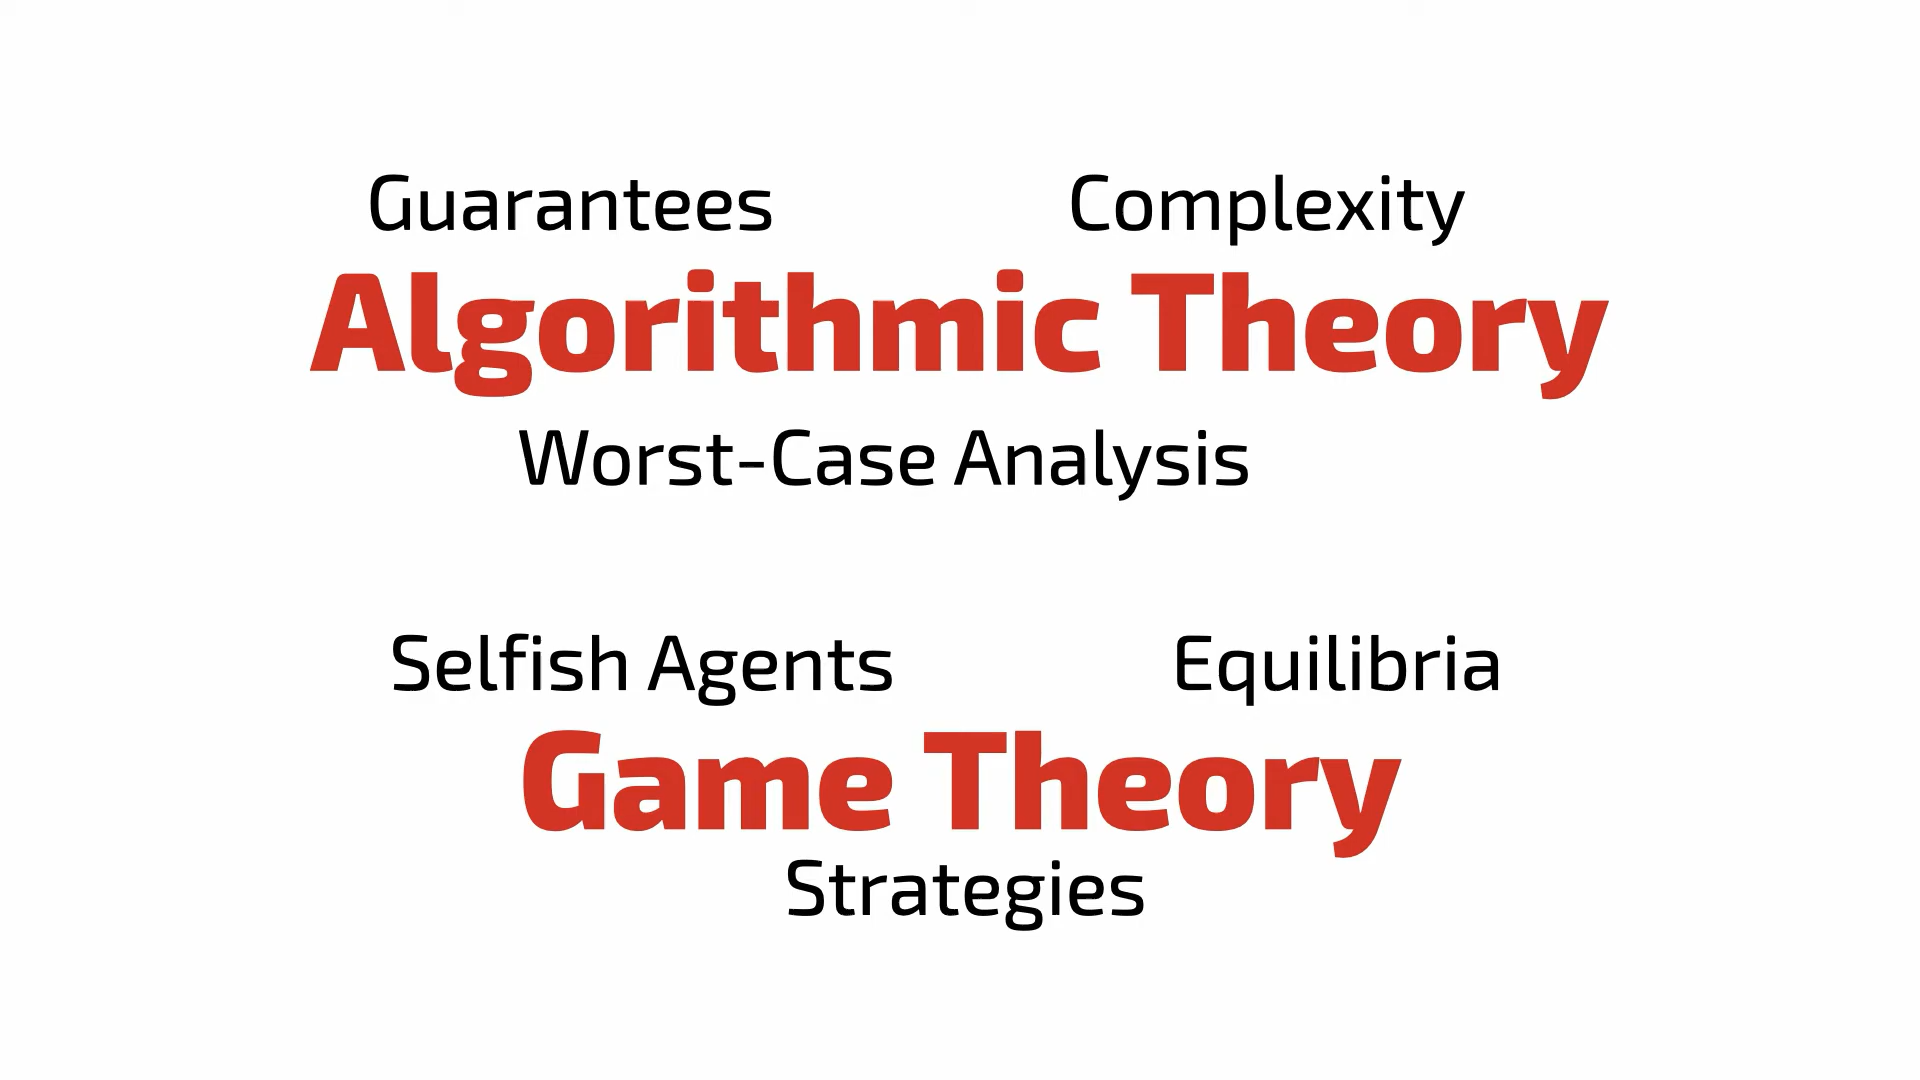 Guarantees Complexity
Algorithmic Theory
Worst-Case Analysis
Selfish Agents Equilibria
Game Theory
Strategies